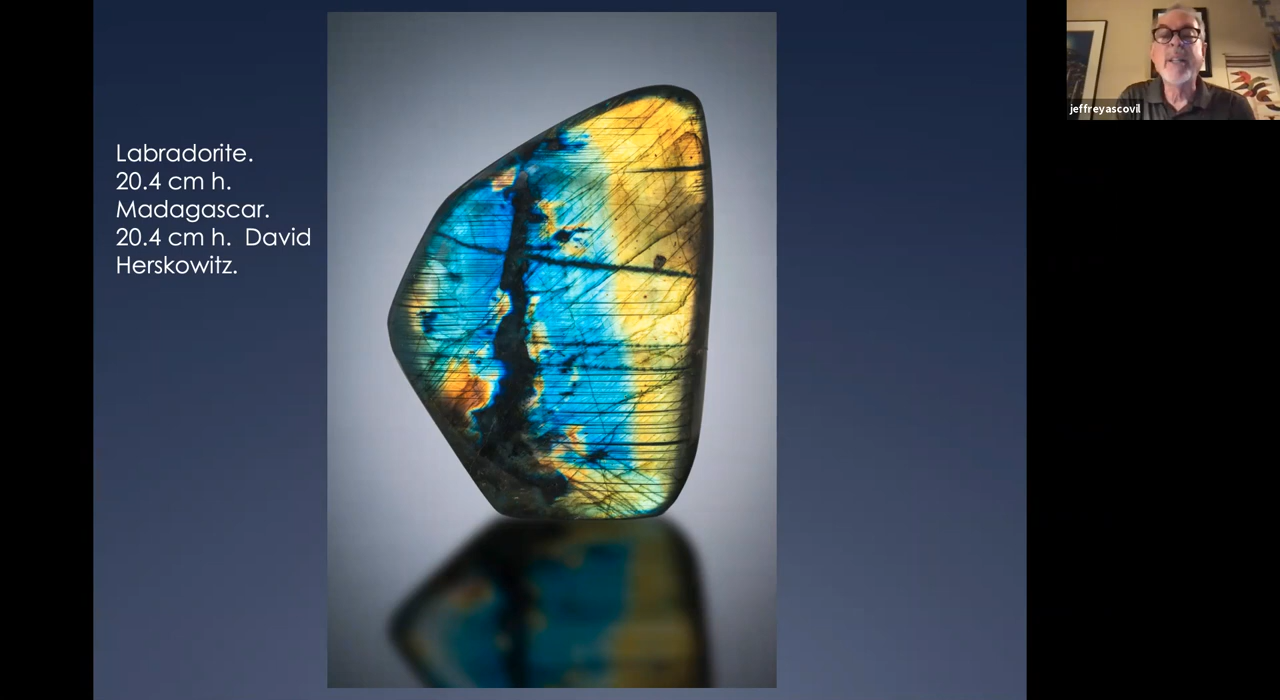 Labradorite.
20.4 cm h.
Madagascar.
20.4 cm h.  David
Herskowitz.
jeffreyascovil